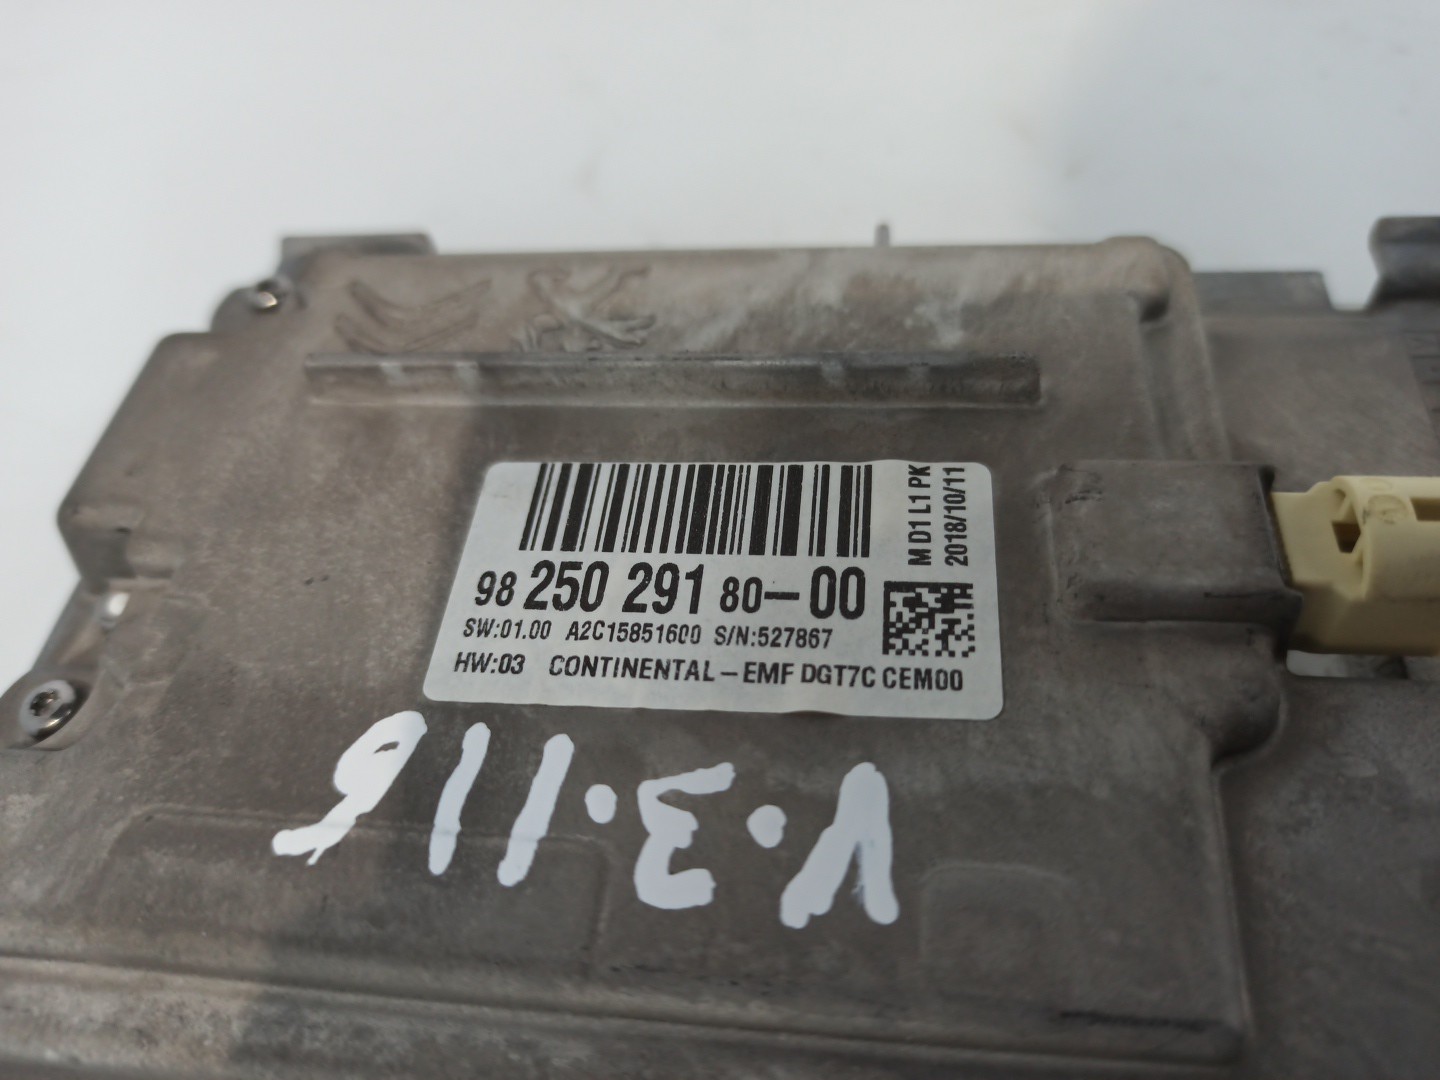 M D1 L1 PK
2018/10/11
98 250 291 80-00
SW:01.00 A2C15851600 S/N:527867
HW:03 CONTINENTAL-EMF DGT7C CEM00
V.3.116